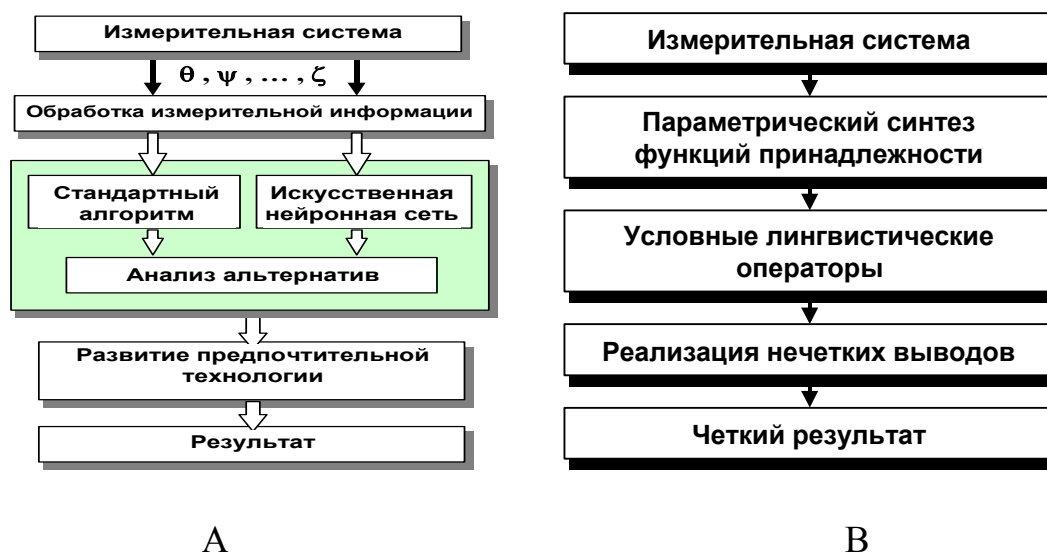 Измерительная система
θ , ψ , ... , ζ
Обработка измерительной информации
Стандартный
алгоритм
Искусственная
нейронная сеть
Анализ альтернатив
Развитие предпочтительной
технологии
Результат
А
Измерительная система
Параметрический синтез
функций принадлежности
Условные лингвистические
операторы
Реализация нечетких выводов
Четкий результат
В